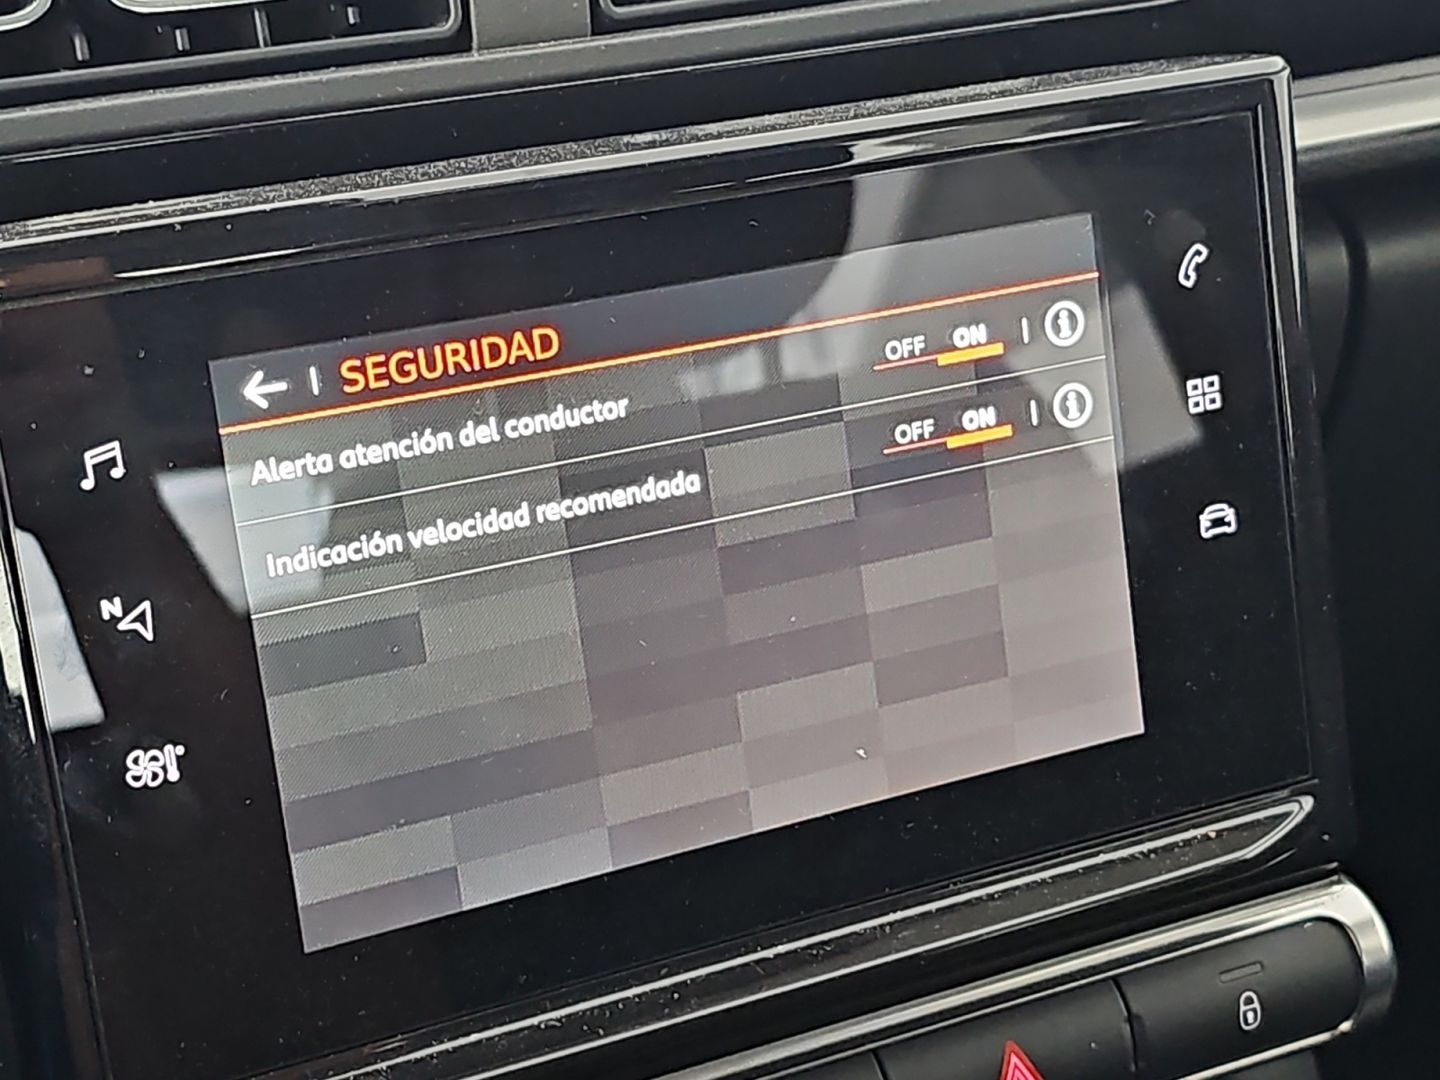 SEGURIDAD
Alerta atención del conductor OFF ON
Indicación velocidad recomendada OFF ON
N